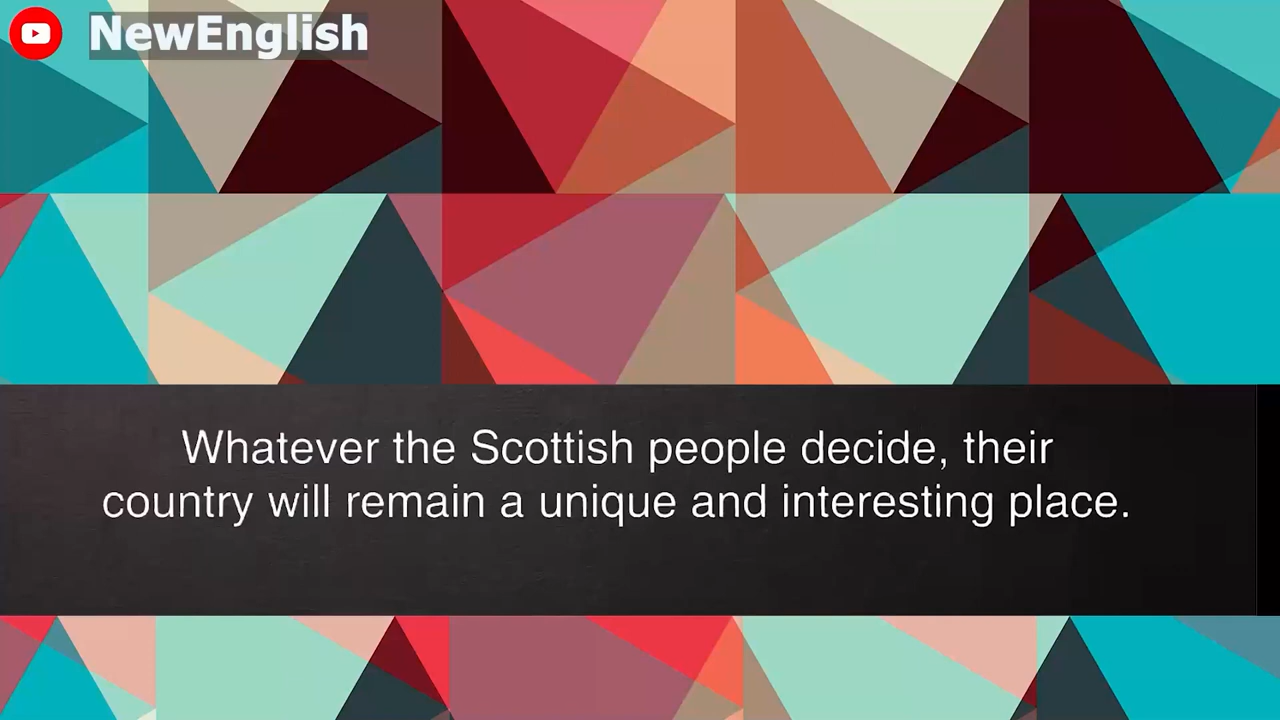 NewEnglish
Whatever the Scottish people decide, their
country will remain a unique and interesting place.